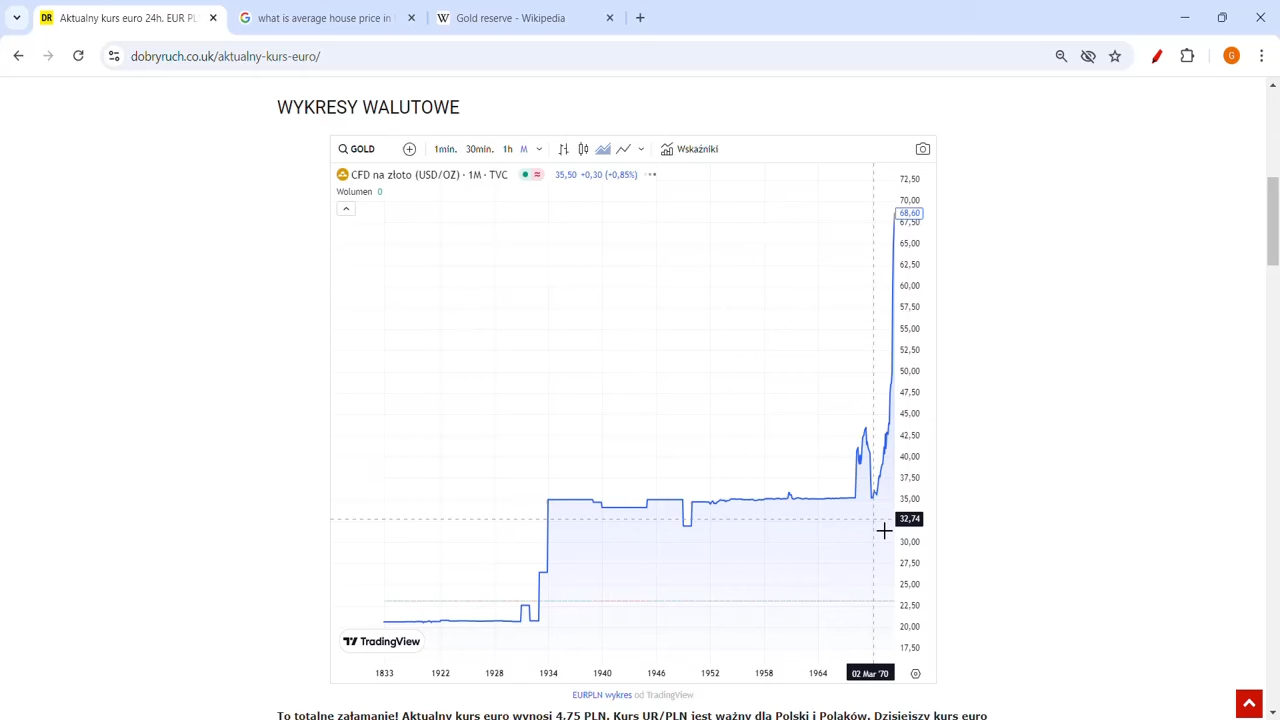 DR Aktualny kurs euro 24h. EUR PL
what is average house price in
W Gold reserve - Wikipedia
dobryruch.co.uk/aktualny-kurs-euro/
G
WYKRESY WALUTOWE
GOLD 1min. 30min. 1h M Wskaźniki
CFD na złoto (USD/OZ) · 1M · TVC 35,50 +0,30 (+0,85%)
Wolumen 0
72,50
70,00
68,60
67,50
65,00
62,50
60,00
57,50
55,00
52,50
50,00
47,50
45,00
42,50
40,00
37,50
35,00
32,74
30,00
27,50
25,00
22,50
20,00
17,50
TradingView
1833 1922 1928 1934 1940 1946 1952 1958 1964 02 Mar '70
EURPLN wykres od TradingView
To totalne załamanie! Aktualny kurs euro wynosi 4.75 PLN. Kurs UR/PLN jest ważny dla Polski i Polaków. Dzisiejszy kurs euro